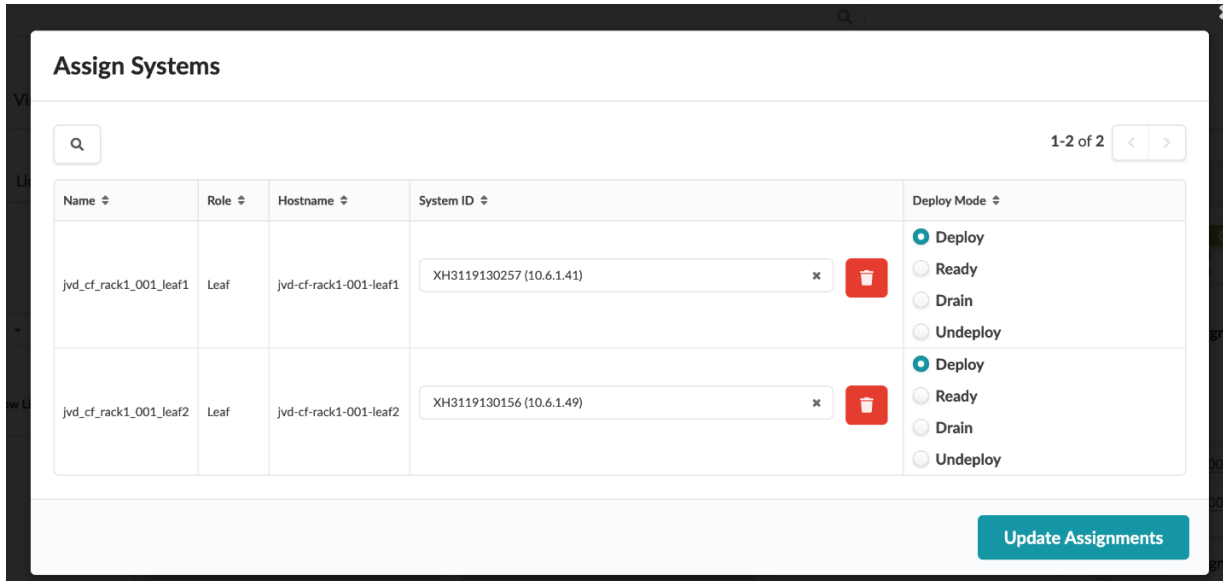 Assign Systems
1-2 of 2
Name Role Hostname System ID Deploy Mode
jvd_cf_rack1_001_leaf1 Leaf jvd-cf-rack1-001-leaf1 XH3119130257 (10.6.1.41)
Deploy
Ready
Drain
Undeploy
jvd_cf_rack1_001_leaf2 Leaf jvd-cf-rack1-001-leaf2 XH3119130156 (10.6.1.49)
Deploy
Ready
Drain
Undeploy
Update Assignments